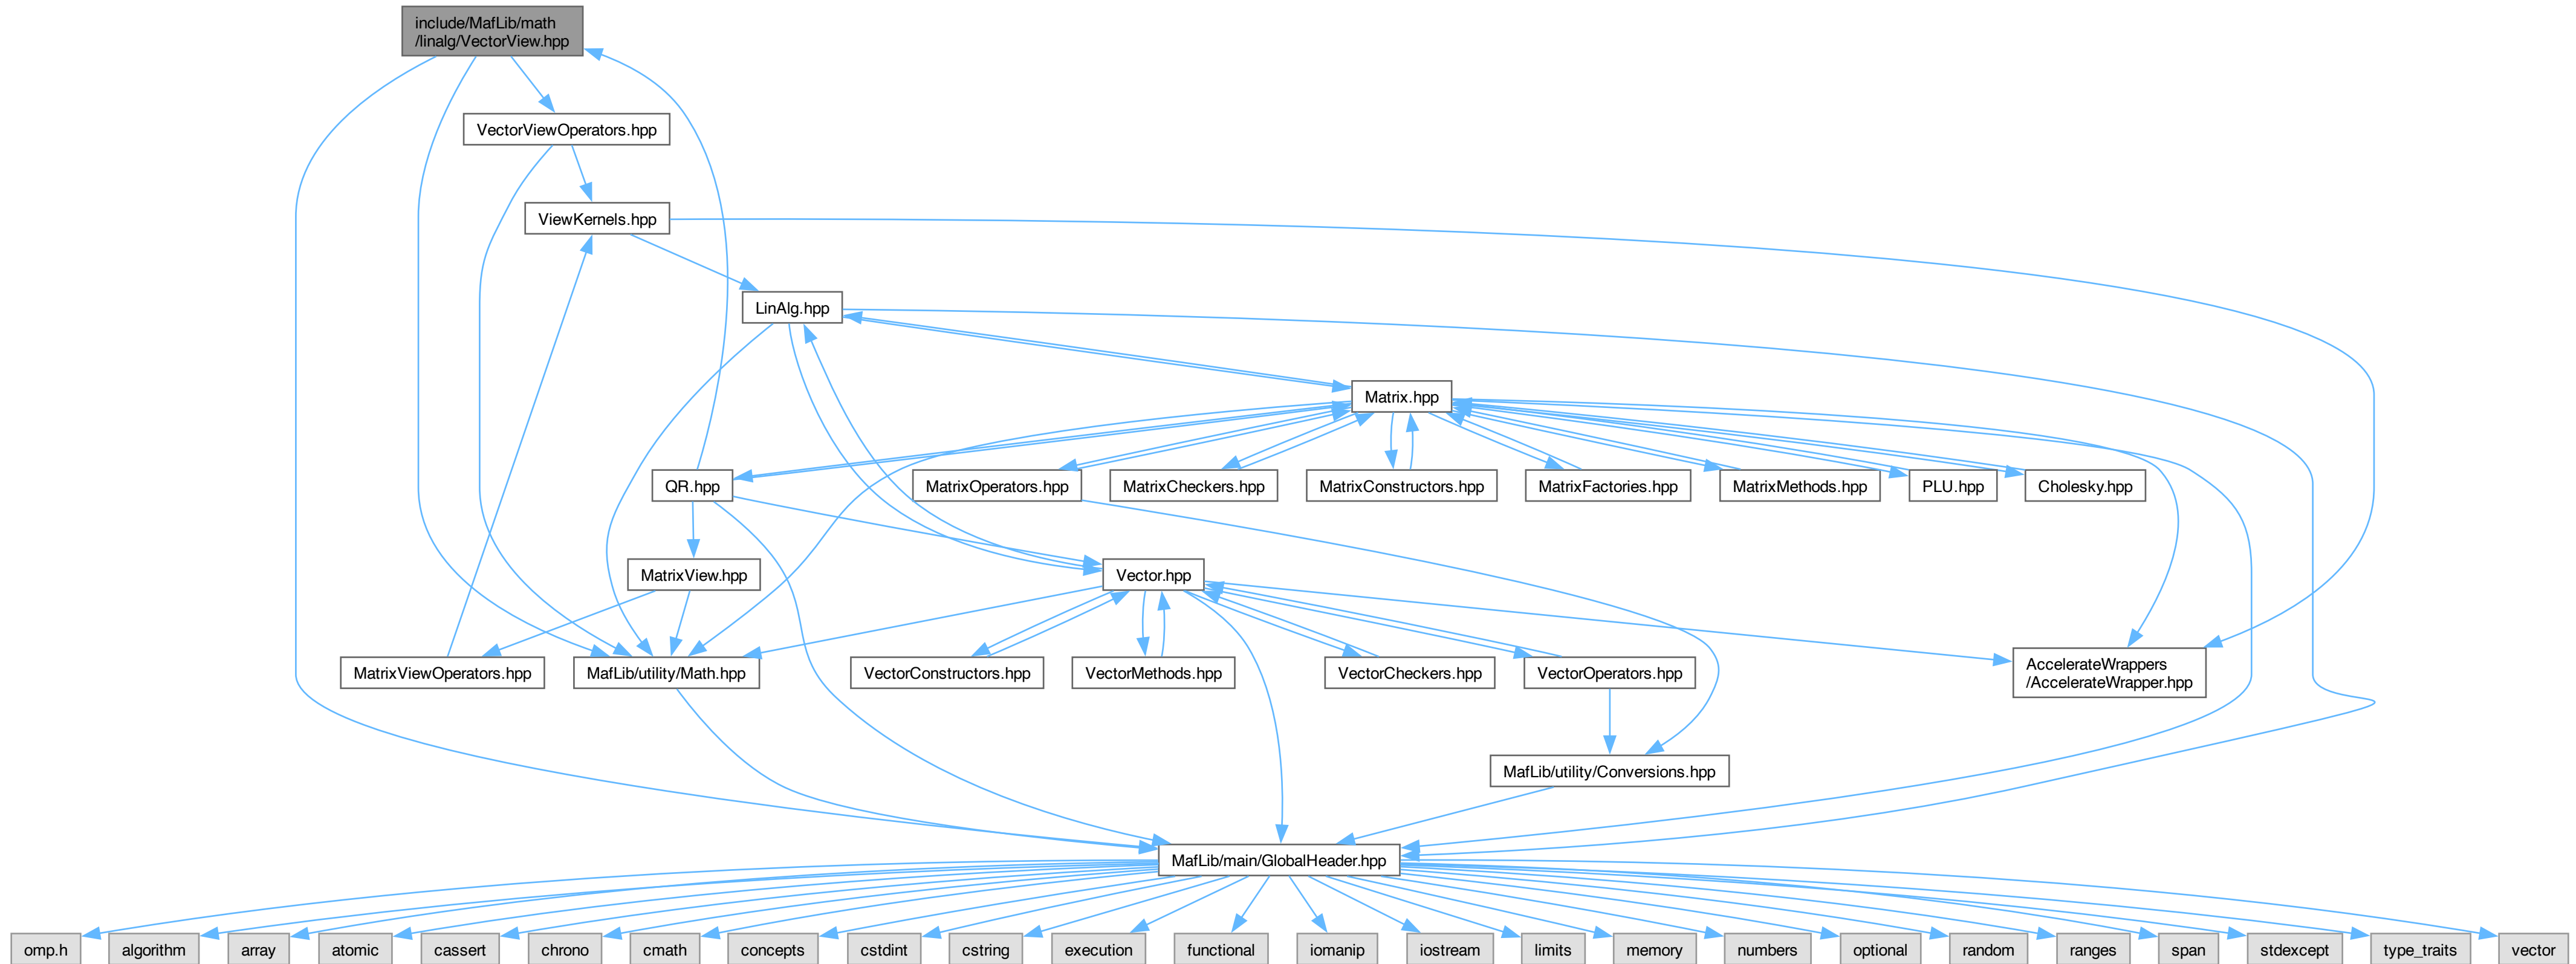 include/MafLib/math
/linalg/VectorView.hpp
VectorViewOperators.hpp
ViewKernels.hpp
LinAlg.hpp
Matrix.hpp
QR.hpp
MatrixOperators.hpp
MatrixCheckers.hpp
MatrixConstructors.hpp
MatrixFactories.hpp
MatrixMethods.hpp
PLU.hpp
Cholesky.hpp
MatrixView.hpp
Vector.hpp
MatrixViewOperators.hpp
MafLib/utility/Math.hpp
VectorConstructors.hpp
VectorMethods.hpp
VectorCheckers.hpp
VectorOperators.hpp
AccelerateWrappers
/AccelerateWrapper.hpp
MafLib/utility/Conversions.hpp
MafLib/main/GlobalHeader.hpp
omp.h
algorithm
array
atomic
cassert
chrono
cmath
concepts
cstdint
cstring
execution
functional
iomanip
iostream
limits
memory
numbers
optional
random
ranges
span
stdexcept
type_traits
vector